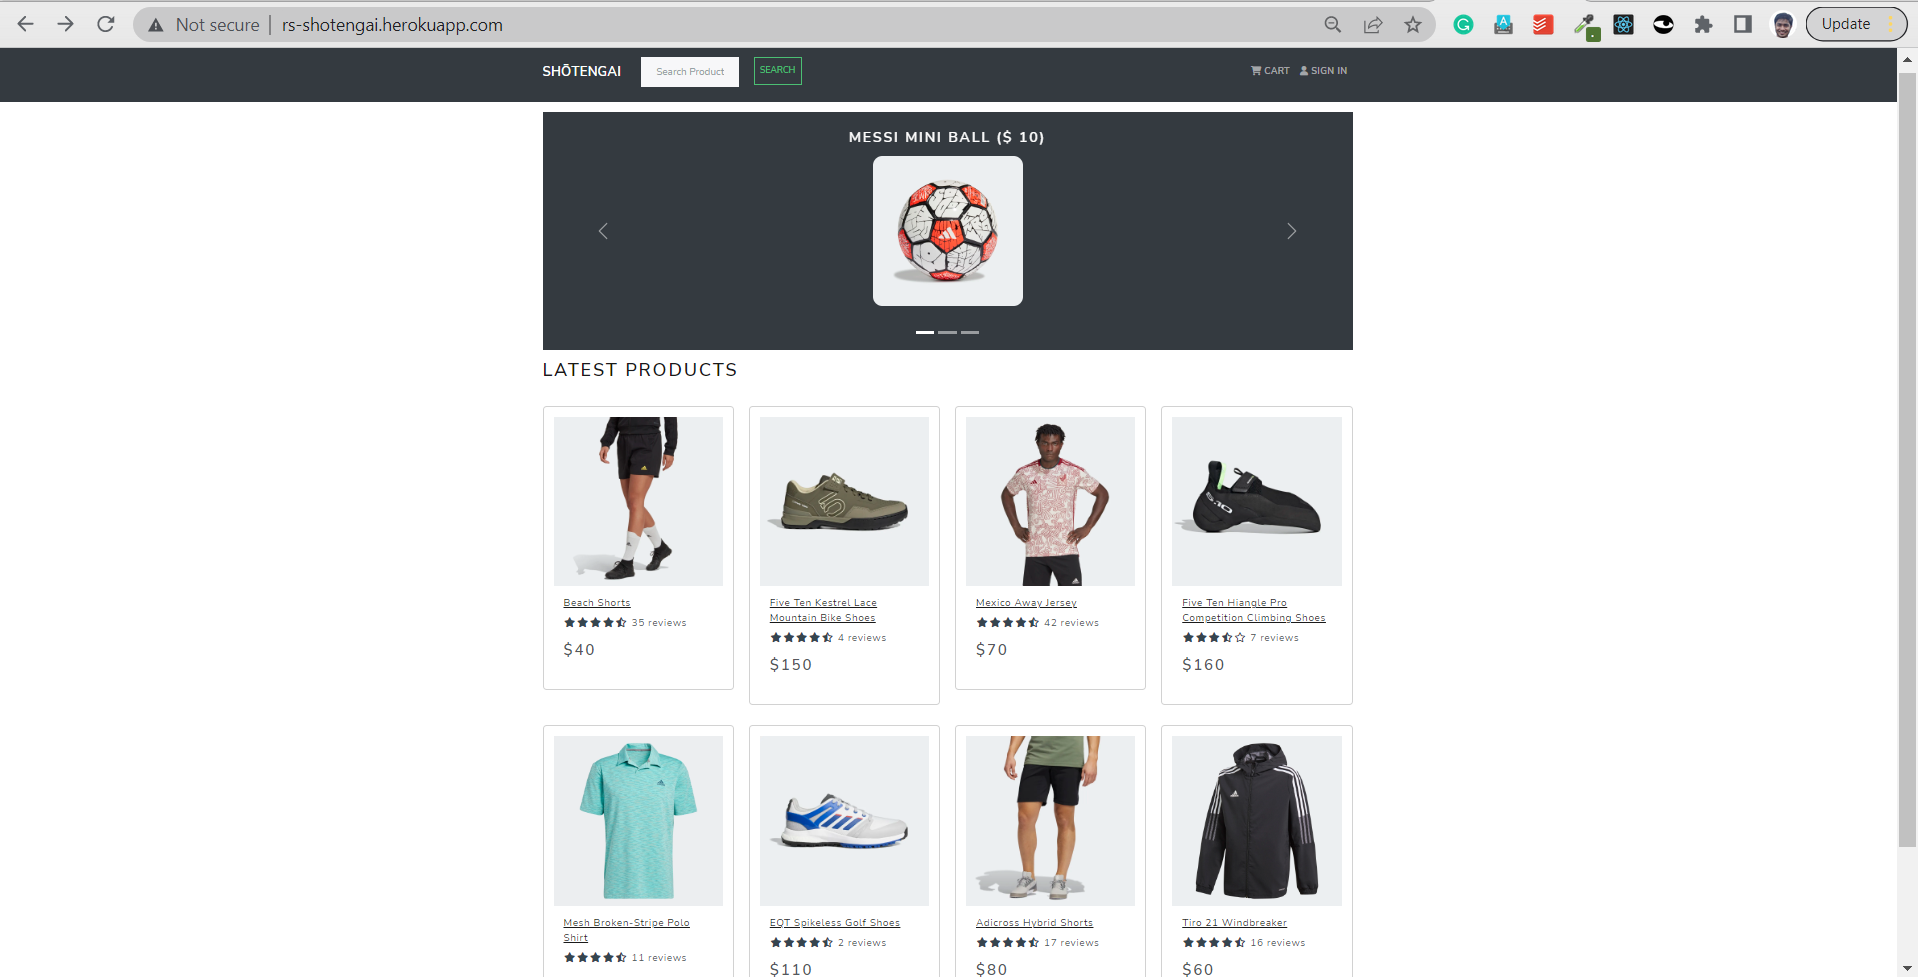 Not secure | rs-shotengai.herokuapp.com
Update
SHŌTENGAI
Search Product
SEARCH
CART
SIGN IN
MESSI MINI BALL ($ 10)
LATEST PRODUCTS
Beach Shorts
35 reviews
$40
Five Ten Kestrel Lace
Mountain Bike Shoes
4 reviews
$150
Mexico Away Jersey
42 reviews
$70
5.10
Five Ten Hiangle Pro
Competition Climbing Shoes
7 reviews
$160
Mesh Broken-Stripe Polo
Shirt
11 reviews
EQT Spikeless Golf Shoes
2 reviews
$110
Adicross Hybrid Shorts
17 reviews
$80
Tiro 21 Windbreaker
16 reviews
$60